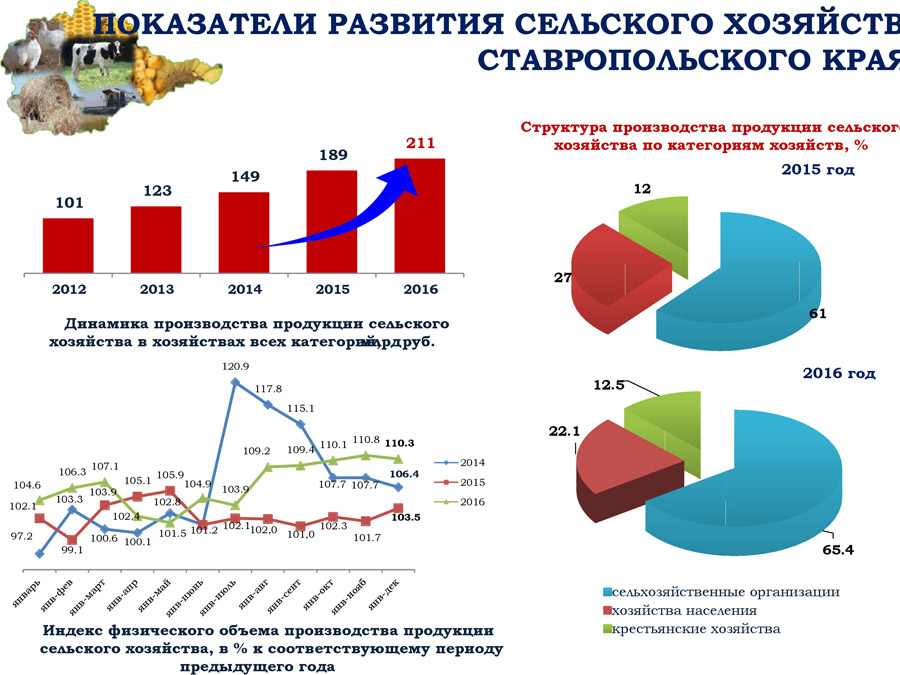 ПОКАЗАТЕЛИ РАЗВИТИЯ СЕЛЬСКОГО ХОЗЯЙСТВ
СТАВРОПОЛЬСКОГО КРАЯ
101
123
149
189
211
2012
2013
2014
2015
2016
Динамика производства продукции сельского
хозяйства в хозяйствах всех категорий, млрд руб.
120.9
117.8
115.1
109.2
109.4
110.1
110.8
110.3
104.6
106.3
107.1
105.1
105.9
104.9
103.9
107.7
107.7
106.4
102.1
103.3
103.9
102.4
102.8
97.2
99.1
100.6
100.1
101.5
101.2
102.1
102,0
101,0
102.3
101.7
103.5
2014
2015
2016
январь
янв-фев
янв-март
янв-апр
янв-май
янв-июнь
янв-июль
янв-авг
янв-сент
янв-окт
янв-нояб
янв-дек
Индекс физического объема производства продукции
сельского хозяйства, в % к соответствующему периоду
предыдущего года
Структура производства продукции сельского
хозяйства по категориям хозяйств, %
2015 год
12
27
61
2016 год
12.5
22.1
65.4
сельхозяйственные организации
хозяйства населения
крестьянские хозяйства